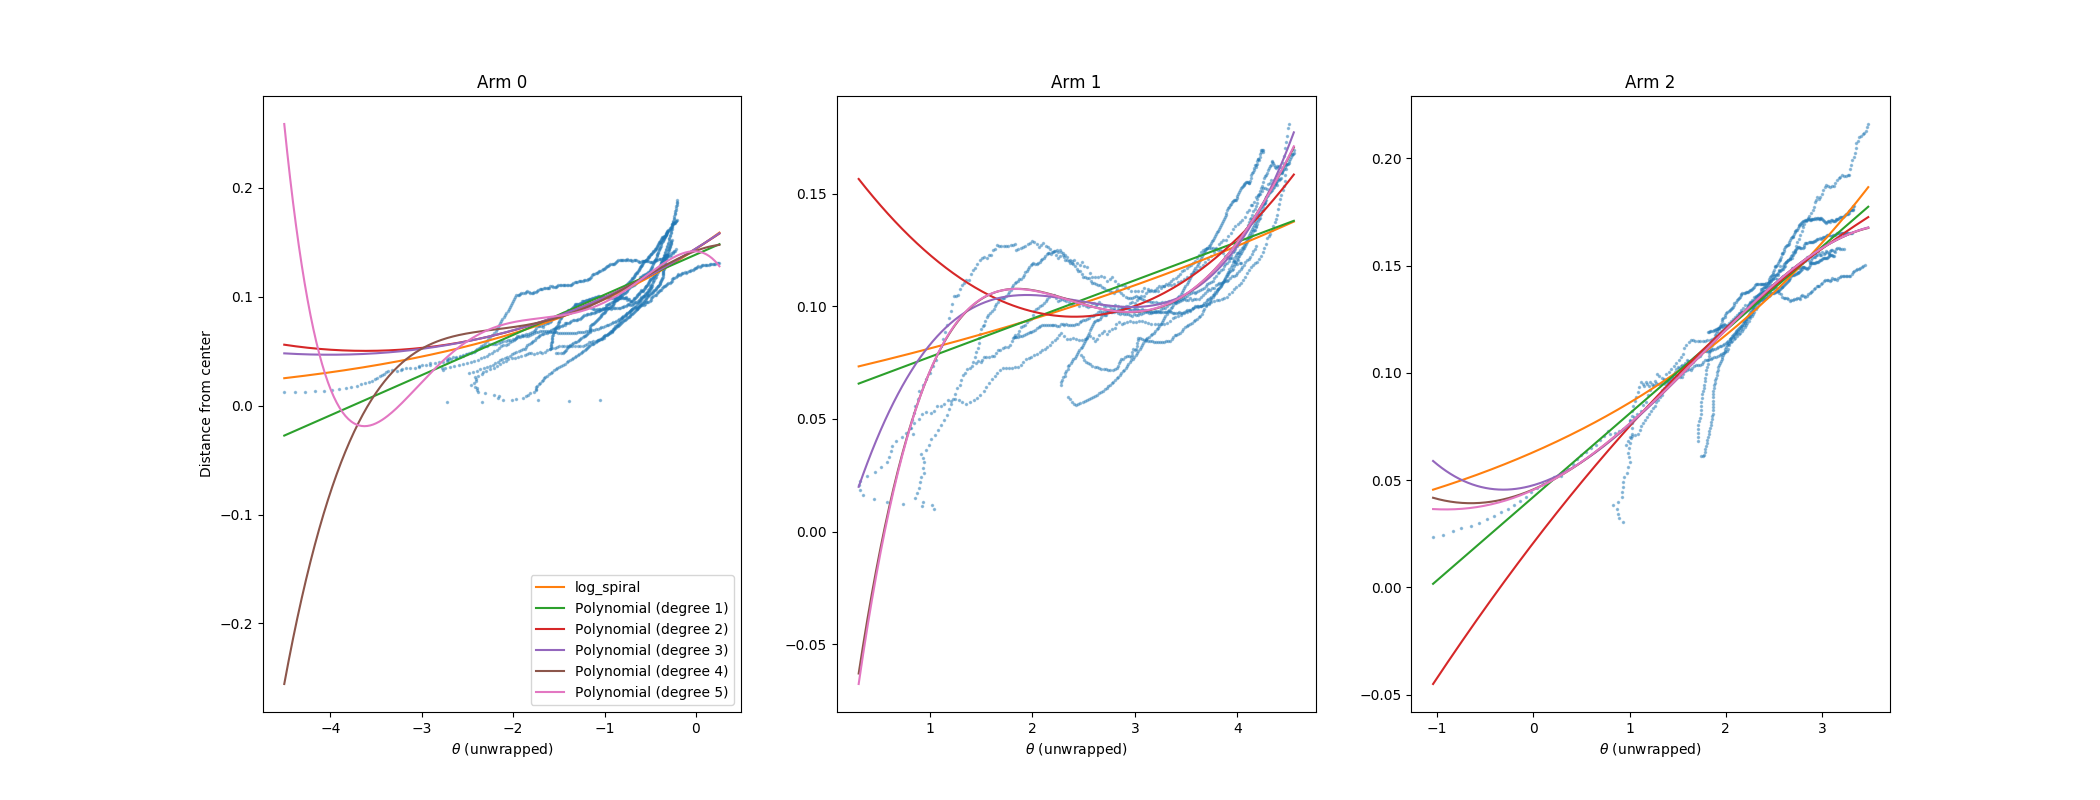 Arm 0
Arm 1
Arm 2
Distance from center
0.2
0.1
0.0
−0.1
−0.2
log_spiral
Polynomial (degree 1)
Polynomial (degree 2)
Polynomial (degree 3)
Polynomial (degree 4)
Polynomial (degree 5)
−4 −3 −2 −1 0
θ (unwrapped)
0.15
0.10
0.05
0.00
−0.05
1 2 3 4
θ (unwrapped)
0.20
0.15
0.10
0.05
0.00
−0.05
−1 0 1 2 3
θ (unwrapped)